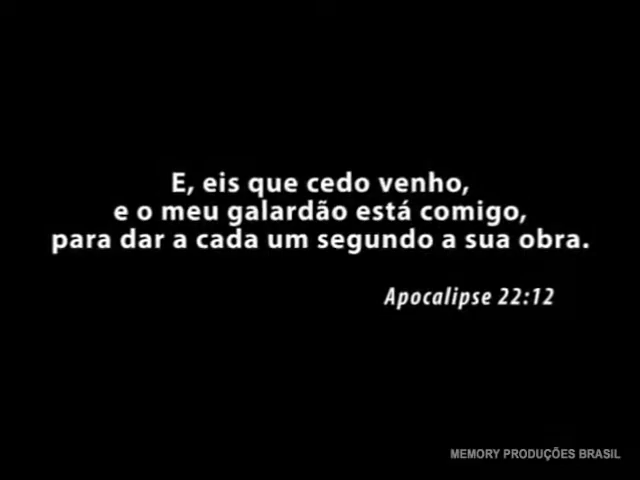 E, eis que cedo venho,
e o meu galardão está comigo,
para dar a cada um segundo a sua obra.
Apocalipse 22:12
MEMORY PRODUÇÕES BRASIL